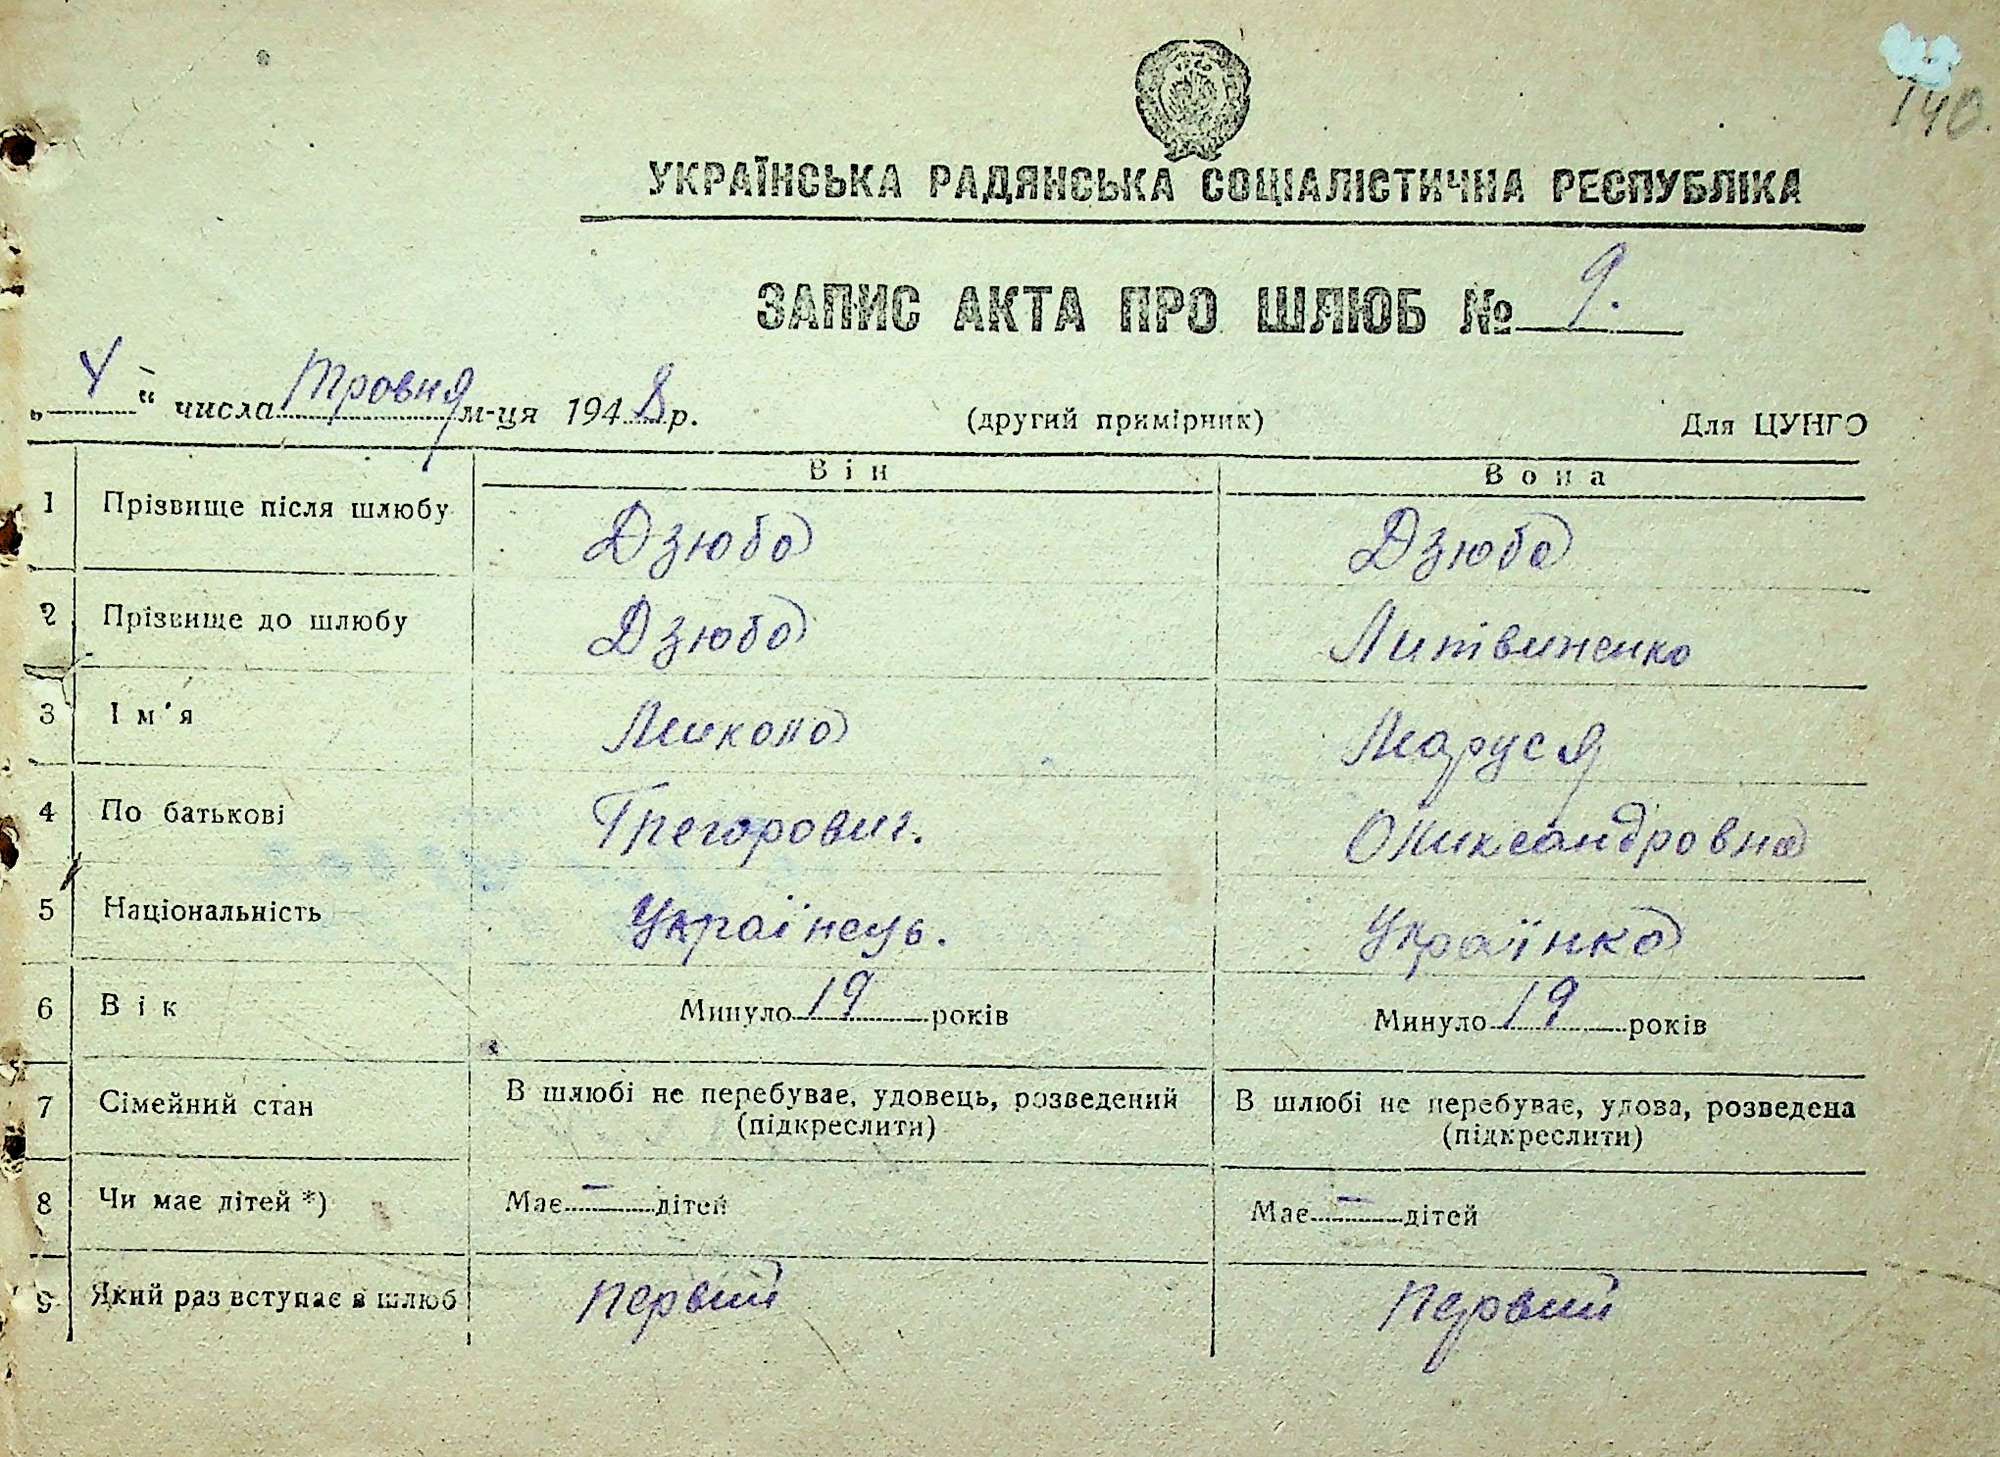 140.
УКРАЇНСЬКА РАДЯНСЬКА СОЦІАЛІСТИЧНА РЕСПУБЛІКА
ЗАПИС АКТА ПРО ШЛЮБ № 9.
„ 4 “ числа тровня м-ця 1948 р. (другий примірник) Для ЦУНГО
Він Вона
1 Прізвище після шлюбу Дзюба Дзюба
2 Прізвище до шлюбу Дзюба Литвиненко
3 Ім'я Микола Маруся
4 По батькові Грегорович. Оликсандровна
5 Національність Українець. Українка
6 Вік Минуло 19 років Минуло 19 років
7 Сімейний стан В шлюбі не перебуває, удовець, розведений В шлюбі не перебуває, удова, розведена
(підкреслити) (підкреслити)
8 Чи має дітей *) Має – дітей Має – дітей
9 Який раз вступає в шлюб первий первий